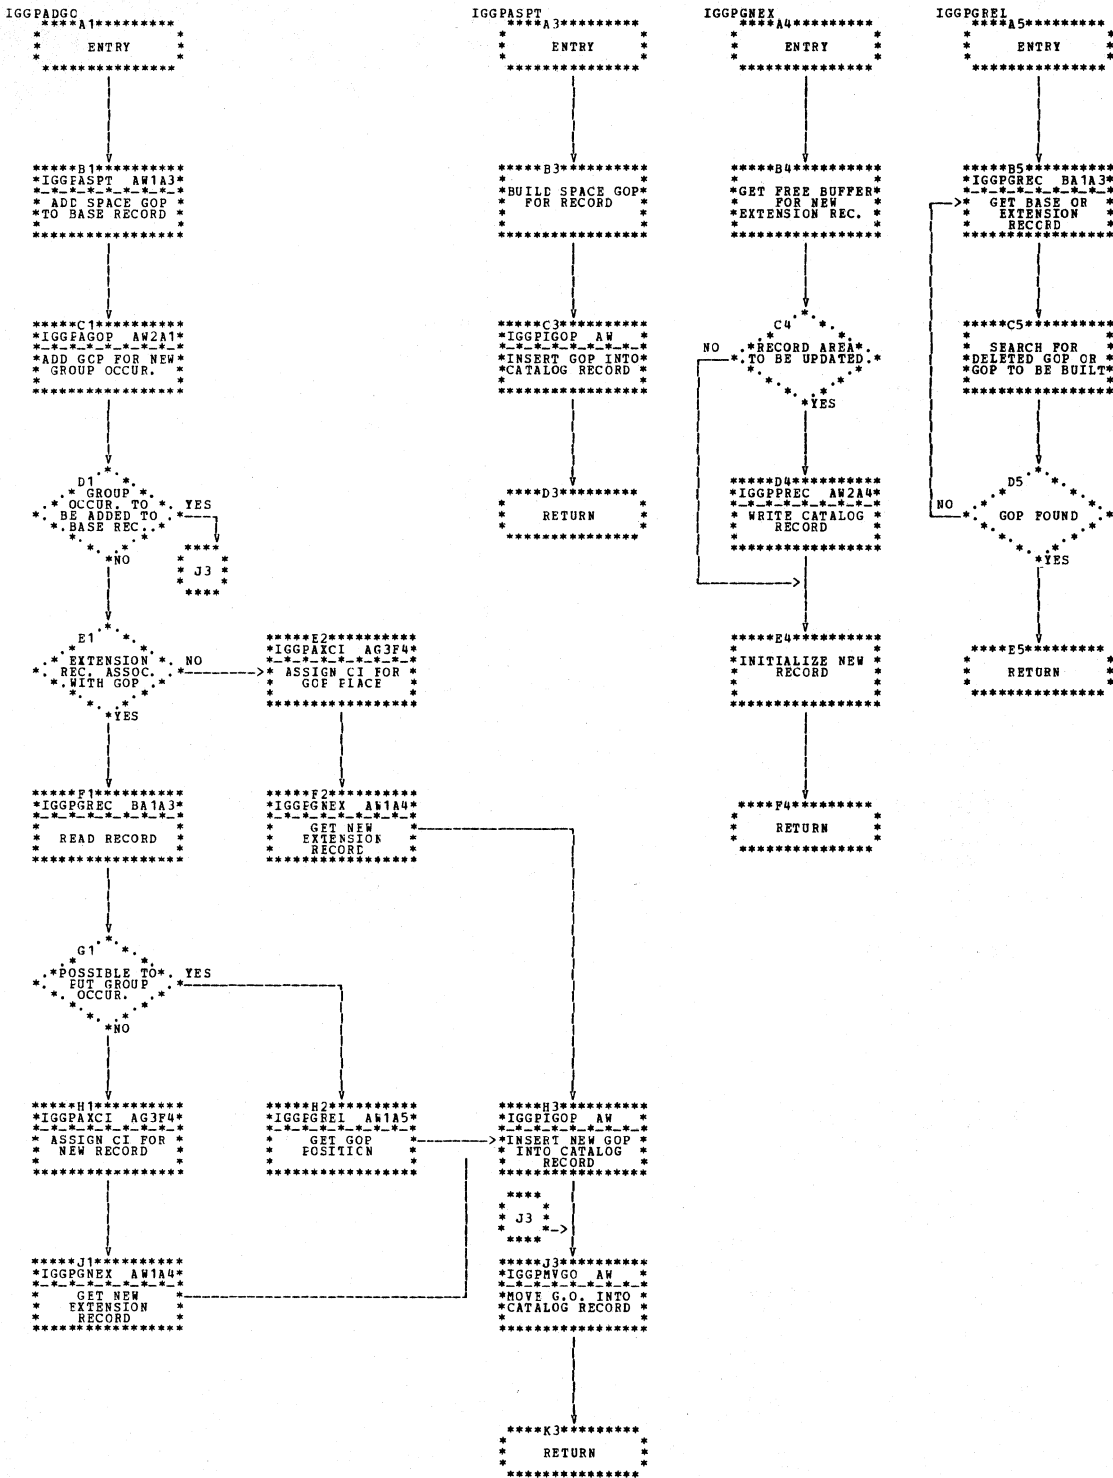 IGGPADGO
A1
ENTRY
B1
IGGPASPT AW1A3
ADD SPACE GOP
TO BASE RECORD
C1
IGGPAGOP AW2A1
ADD GCP FOR NEW
GROUP OCCUR.
D1
GROUP
OCCUR. TO
BE ADDED TO
BASE REC.
YES
J3
NO
E1
EXTENSION
REC. ASSOC.
WITH GOP
NO
YES
E2
IGGPAXCI AG3F4
ASSIGN CI FOR
GOP PLACE
F1
IGGPGREC BA1A3
READ RECORD
F2
IGGPGNEX AW1A4
GET NEW
EXTENSION
RECORD
G1
POSSIBLE TO
PUT GROUP
OCCUR.
YES
NO
H1
IGGPAXCI AG3F4
ASSIGN CI FOR
NEW RECORD
H2
IGGPGREL AW1A5
GET GOP
POSITION
J1
IGGPGNEX AW1A4
GET NEW
EXTENSION
RECORD
IGGPASPT
A3
ENTRY
B3
BUILD SPACE GOP
FOR RECORD
C3
IGGPIGOP AW
INSERT GOP INTO
CATALOG RECORD
D3
RETURN
H3
IGGPIGOP AW
INSERT NEW GOP
INTO CATALOG
RECORD
J3
J3
IGGPMVGO AW
MOVE G.O. INTO
CATALOG RECORD
K3
RETURN
IGGPGNEX
A4
ENTRY
B4
GET FREE BUFFER
FOR NEW
EXTENSION REC.
C4
RECORD AREA
TO BE UPDATED
NO
YES
D4
IGGPPREC AW2A4
WRITE CATALOG
RECORD
E4
INITIALIZE NEW
RECORD
F4
RETURN
IGGPGREL
A5
ENTRY
B5
IGGPGREC BA1A3
GET BASE OR
EXTENSION
RECORD
C5
SEARCH FOR
DELETED GOP OR
GOP TO BE BUILT
D5
GOP FOUND
NO
YES
E5
RETURN